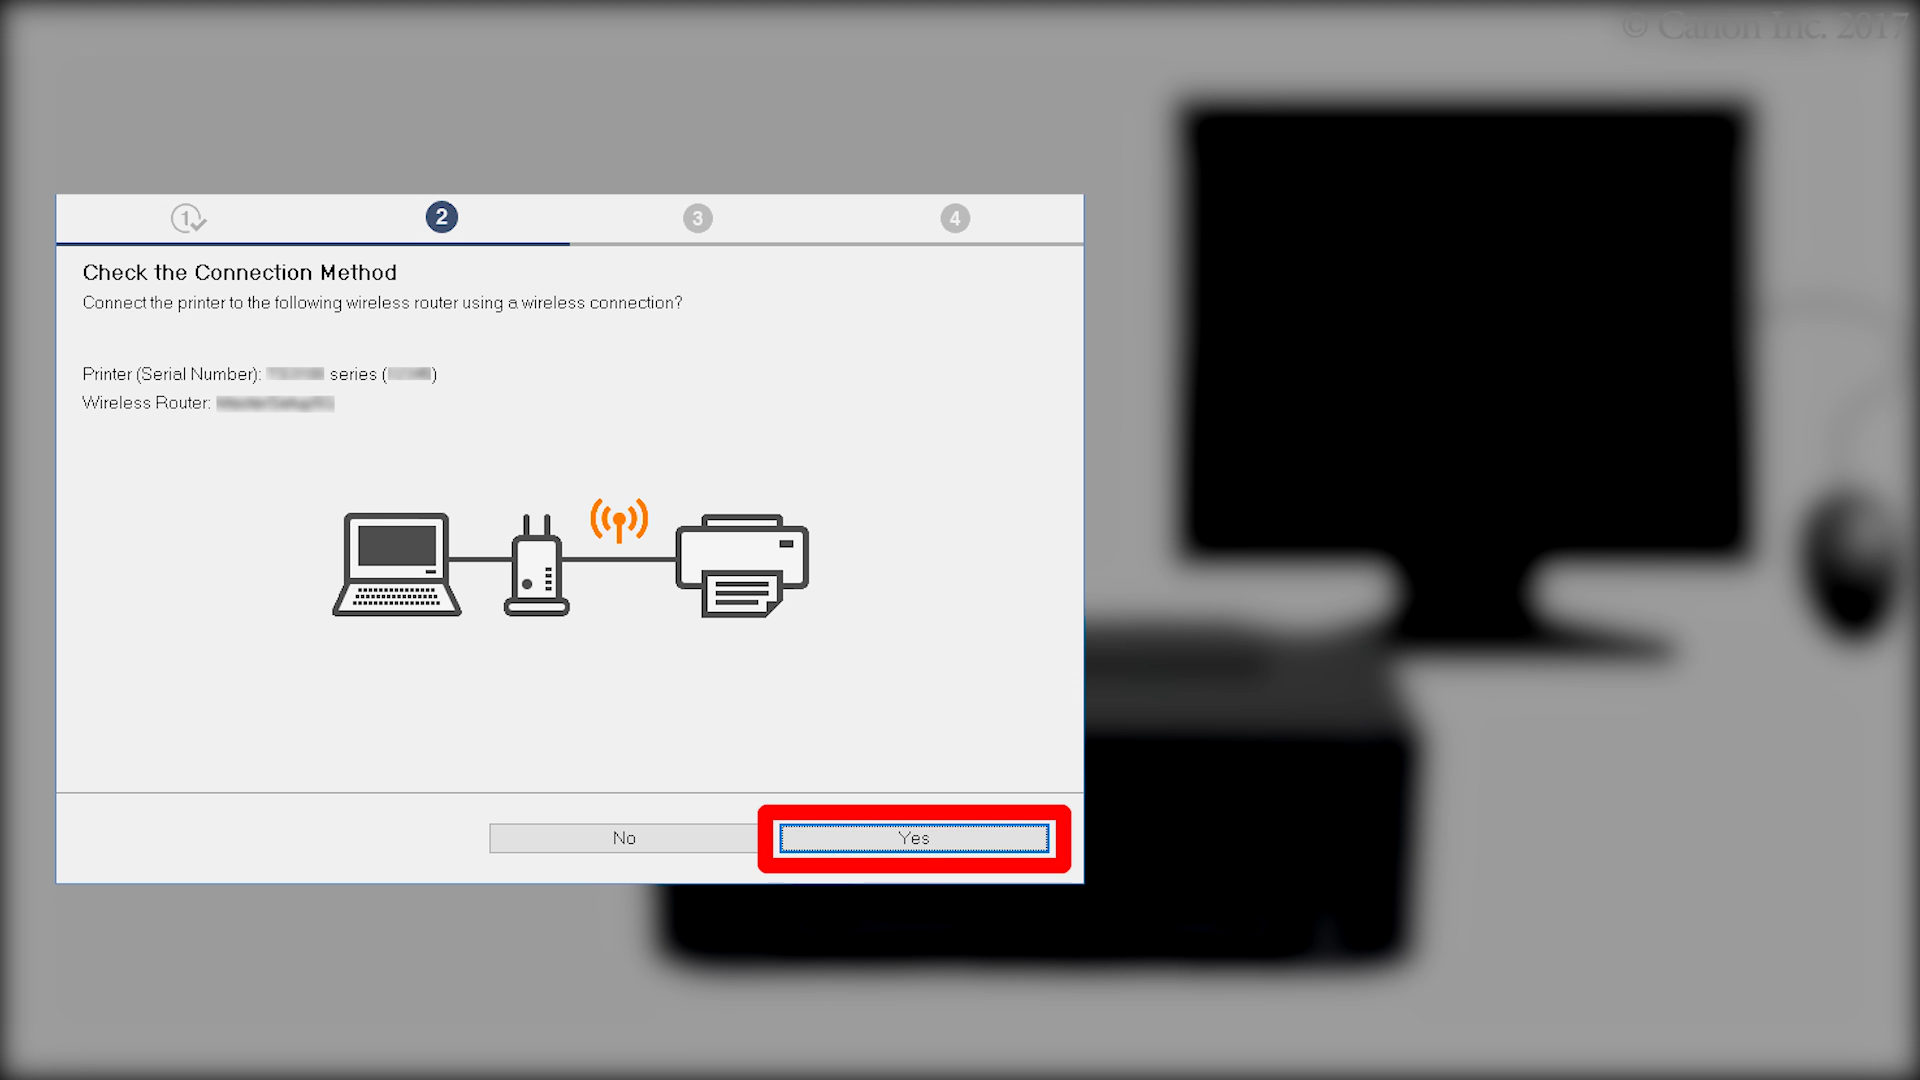 © Canon Inc. 2017
1 2 3 4
Check the Connection Method
Connect the printer to the following wireless router using a wireless connection?
Printer (Serial Number): series ( )
Wireless Router:
No Yes